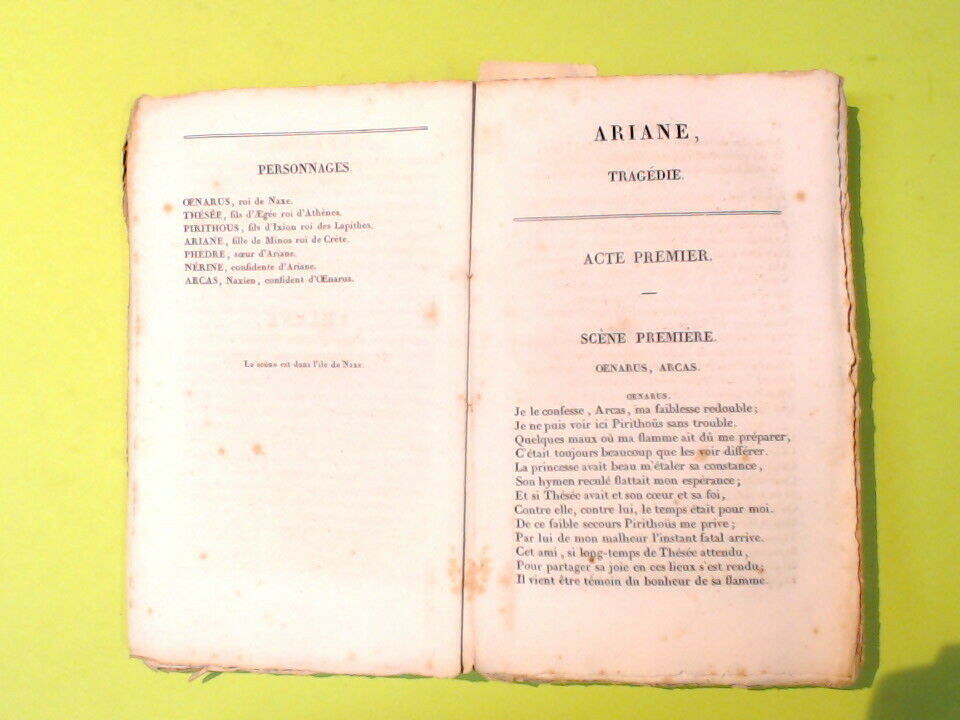 PERSONNAGES.
ŒNARUS, roi de Naxe.
THÉSÉE, fils d'Ægée roi d'Athènes.
PIRITHOUS, fils d'Ixion roi des Lapithes.
ARIANE, fille de Minos roi de Crète.
PHÈDRE, sœur d'Ariane.
NÉRINE, confidente d'Ariane.
ARCAS, Naxien, confident d'Œnarus.
La scène est dans l'île de Naxe.
ARIANE,
TRAGÉDIE.
ACTE PREMIER.
SCÈNE PREMIÈRE.
ŒNARUS, ARCAS.
ŒNARUS.
Je le confesse, Arcas, ma faiblesse redouble;
Je ne puis voir ici Pirithoüs sans trouble.
Quelques maux où ma flamme ait dû me préparer,
C'était toujours beaucoup que les voir différer.
La princesse avait beau m'étaler sa constance,
Son hymen reculé flattait mon espérance;
Et si Thésée avait et son cœur et sa foi,
Contre elle, contre lui, le temps était pour moi.
De ce faible secours Pirithoüs me prive;
Par lui de mon malheur l'instant fatal arrive.
Cet ami, si long-temps de Thésée attendu,
Pour partager sa joie en ces lieux s'est rendu;
Il vient être témoin du bonheur de sa flamme.